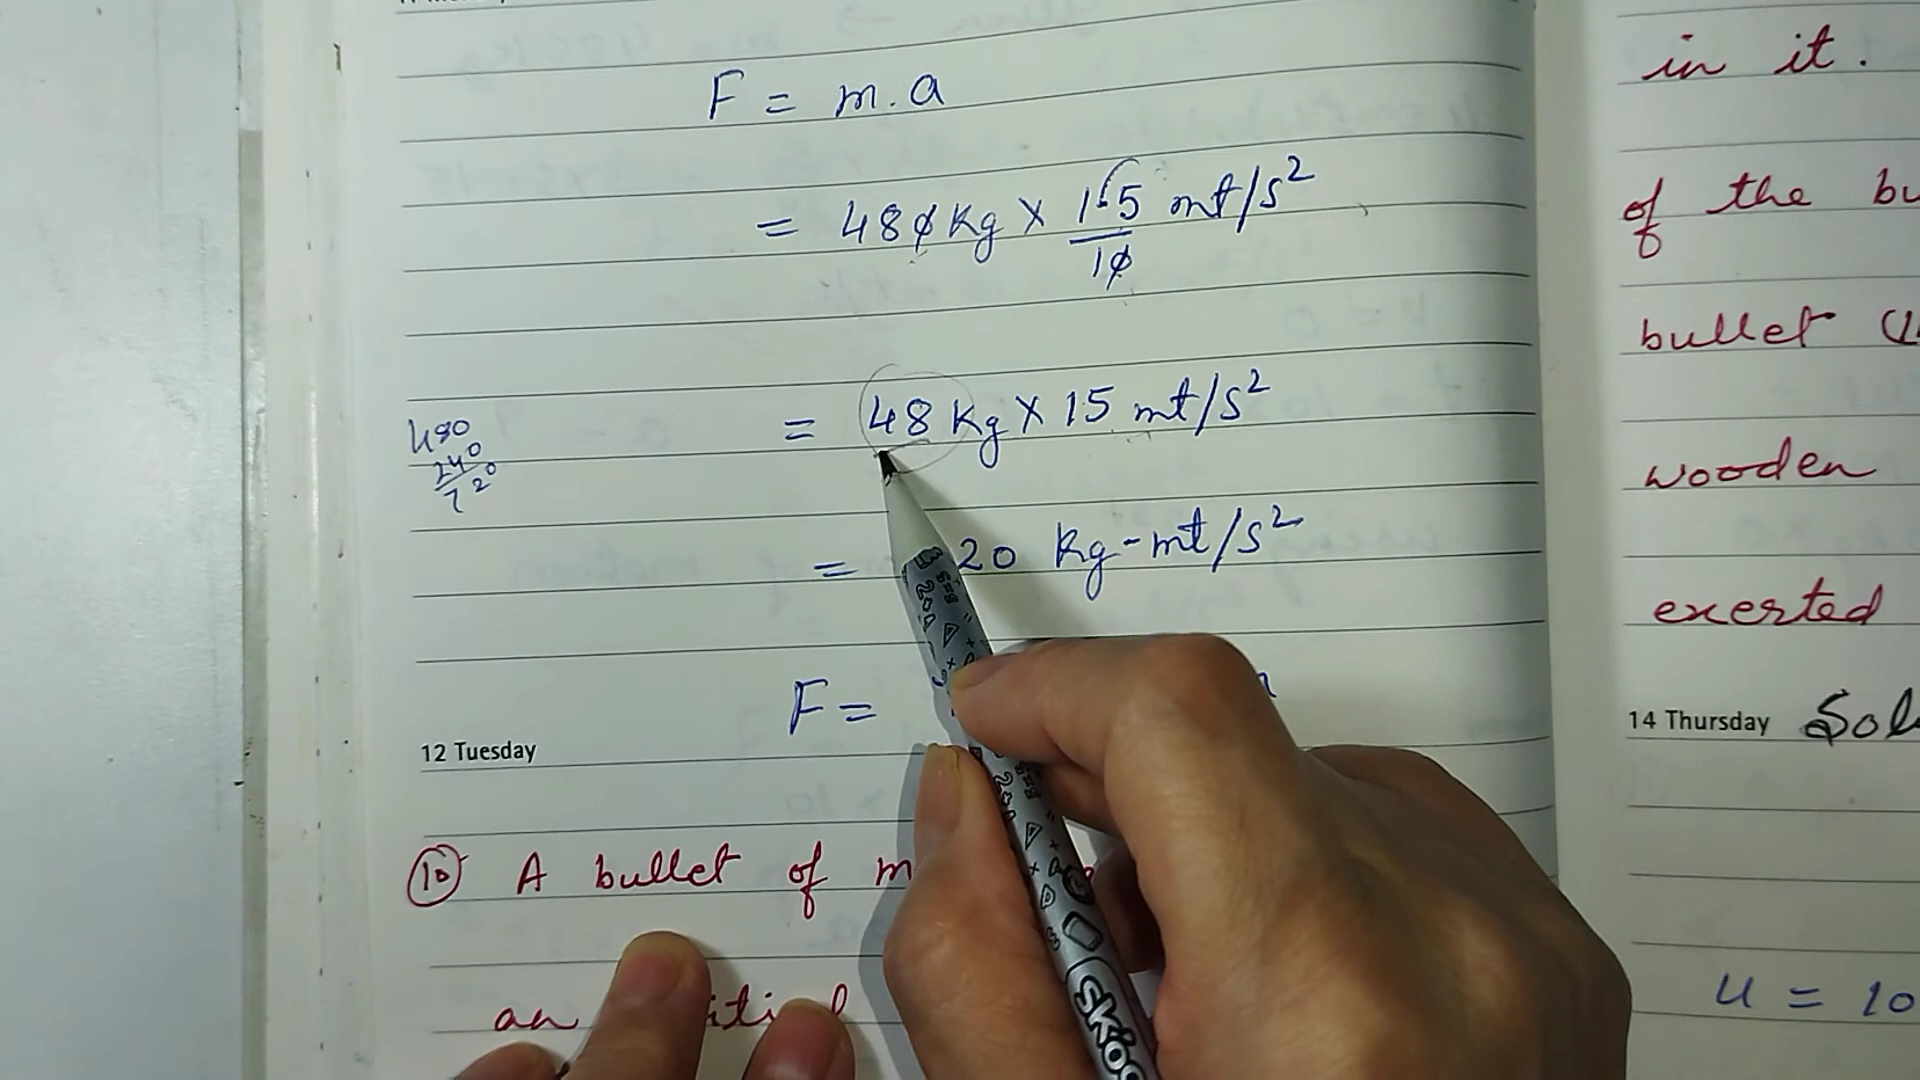 F = m.a
= 480 Kg × 1.5/10 mt/s²
= 48 Kg × 15 mt/s²
480
240
720
= 20 Kg-mt/s²
F =
12 Tuesday
10 A bullet of m
an
in it.
of the bu
bullet
wooden
exerted
14 Thursday Sol
u = 10
Skoo